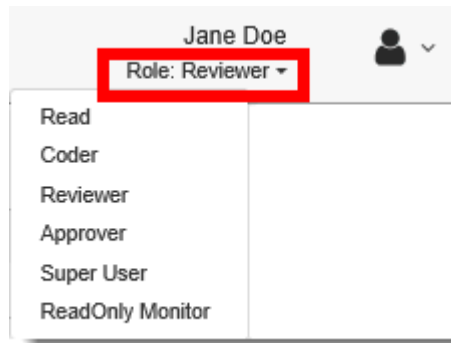 Jane Doe
Role: Reviewer
Read
Coder
Reviewer
Approver
Super User
ReadOnly Monitor